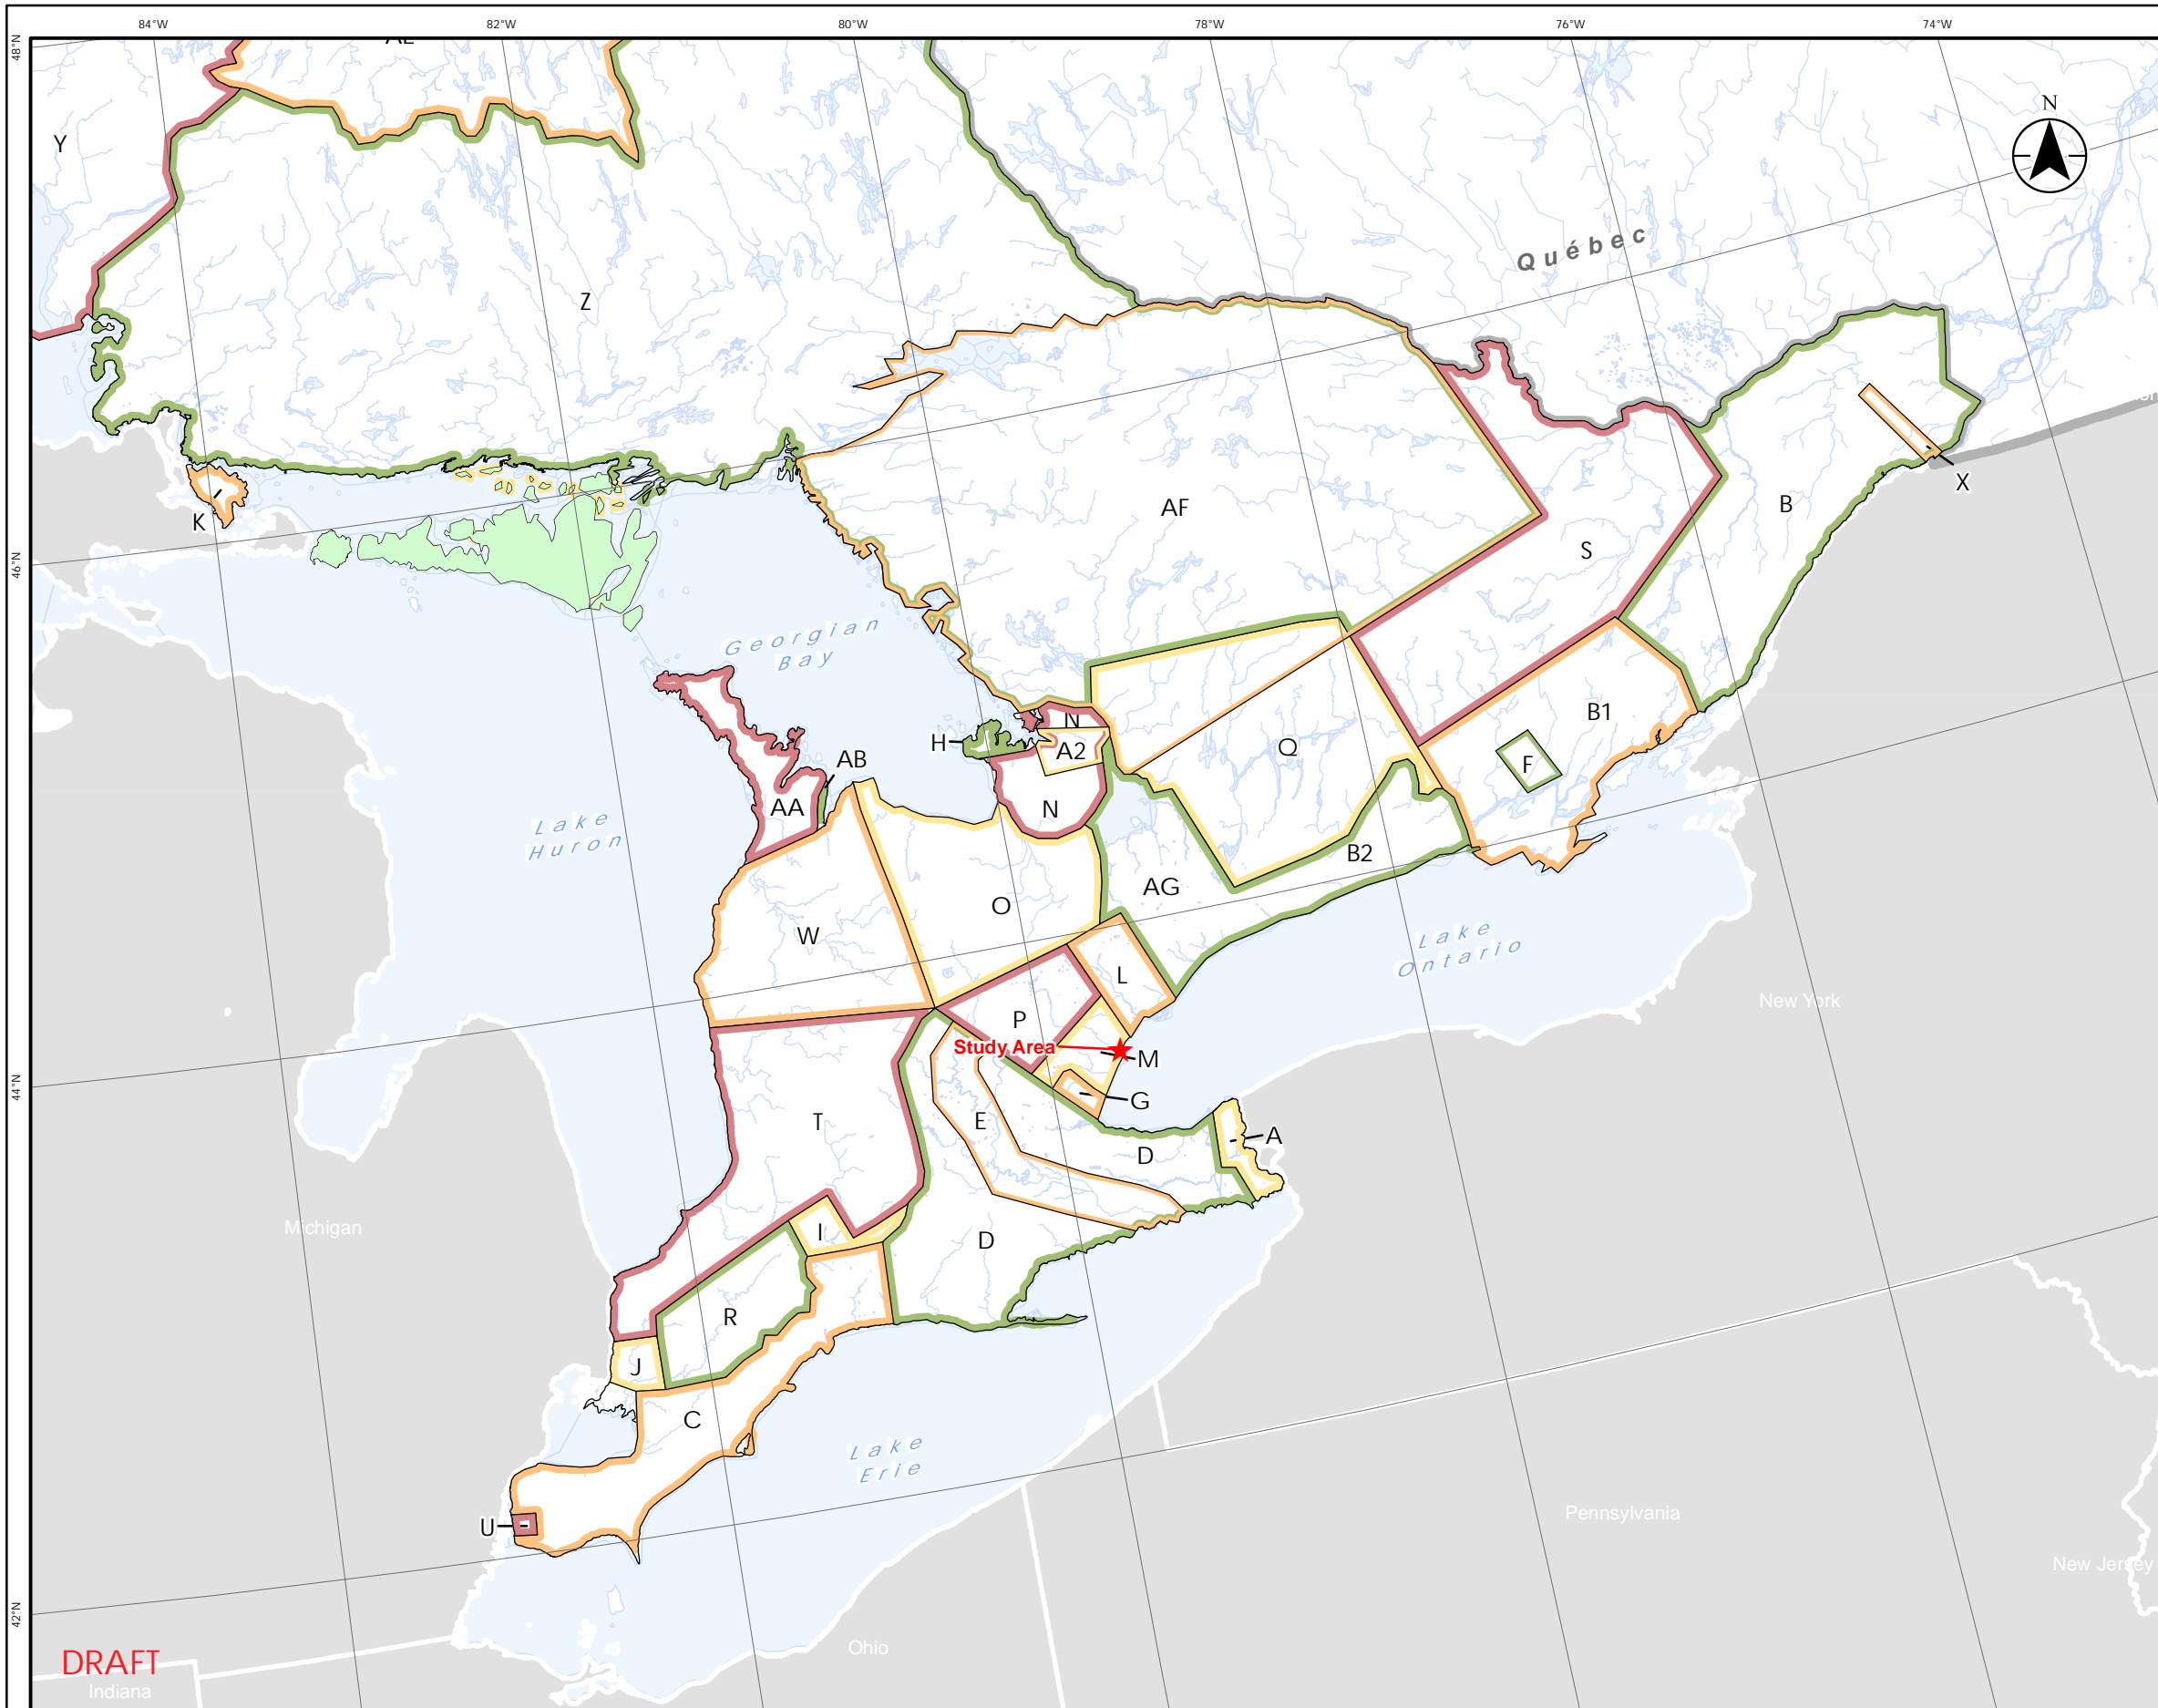 84°W
82°W
80°W
78°W
76°W
74°W
48°N
N
Y
Québec
Z
AF
B
X
K
S
46°N
Georgian
Bay
B1
N
H
A2
Q
AB
F
AA
N
Lake
Huron
B2
AG
O
W
Lake
Ontario
L
New York
P
Study Area
M
44°N
G
T
E
A
D
Michigan
I
D
R
J
C
Lake
Erie
Pennsylvania
U
New Jersey
42°N
Ohio
DRAFT
Indiana